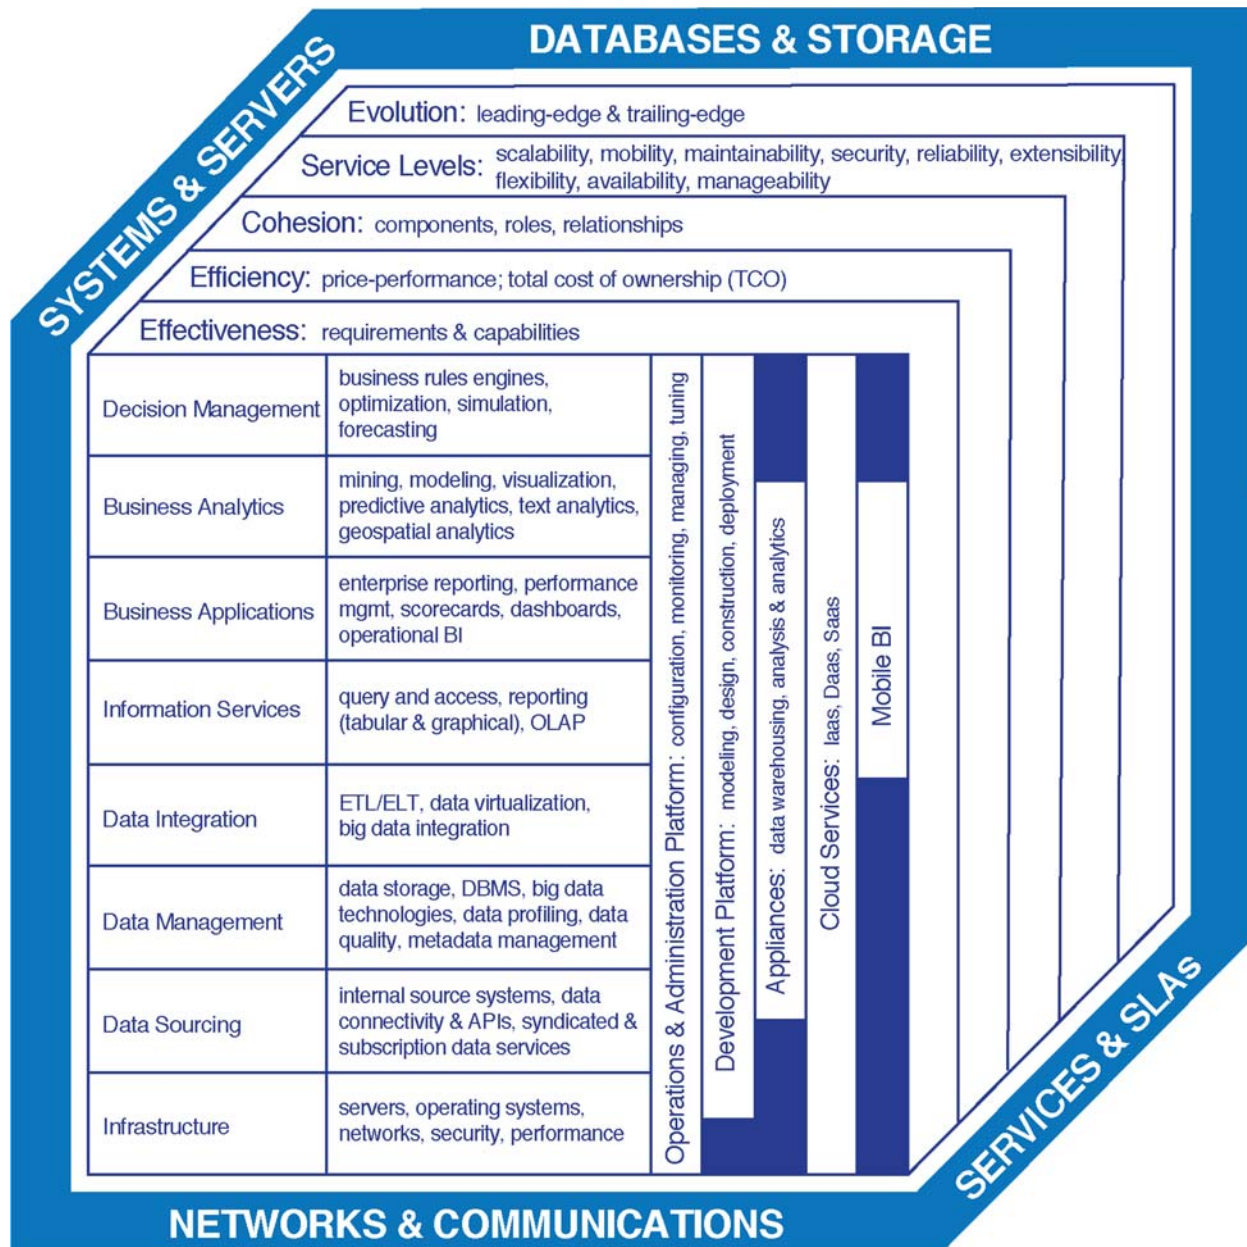 DATABASES & STORAGE
SYSTEMS & SERVERS
Evolution: leading-edge & trailing-edge
Service Levels: scalability, mobility, maintainability, security, reliability, extensibility,
flexibility, availability, manageability
Cohesion: components, roles, relationships
Efficiency: price-performance; total cost of ownership (TCO)
Effectiveness: requirements & capabilities
Decision Management
business rules engines,
optimization, simulation,
forecasting
Business Analytics
mining, modeling, visualization,
predictive analytics, text analytics,
geospatial analytics
Business Applications
enterprise reporting, performance
mgmt, scorecards, dashboards,
operational BI
Information Services
query and access, reporting
(tabular & graphical), OLAP
Data Integration
ETL/ELT, data virtualization,
big data integration
Data Management
data storage, DBMS, big data
technologies, data profiling, data
quality, metadata management
Data Sourcing
internal source systems, data
connectivity & APIs, syndicated &
subscription data services
Infrastructure
servers, operating systems,
networks, security, performance
Operations & Administration Platform: configuration, monitoring, managing, tuning
Development Platform: modeling, design, construction, deployment
Appliances: data warehousing, analysis & analytics
Cloud Services: Iaas, Daas, Saas
Mobile BI
SERVICES & SLAs
NETWORKS & COMMUNICATIONS